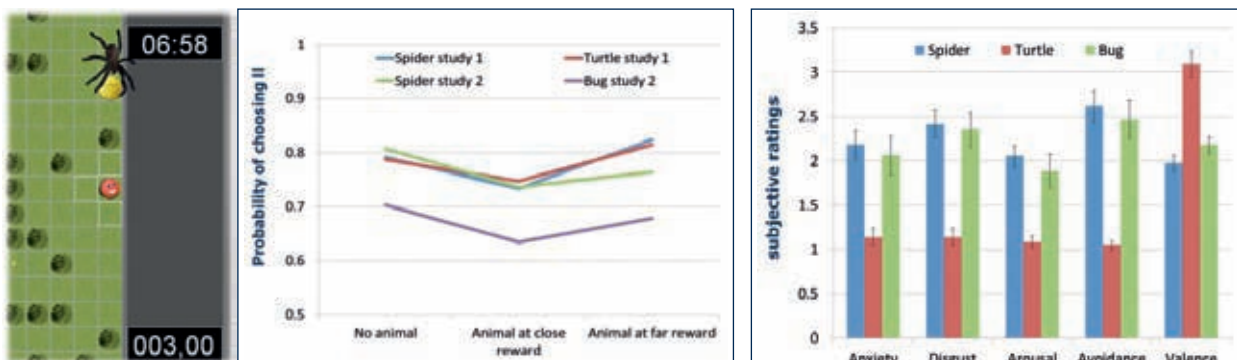 06:58
003,00
Probability of choosing II
1
0.9
0.8
0.7
0.6
0.5
Spider study 1
Turtle study 1
Spider study 2
Bug study 2
No animal
Animal at close
reward
Animal at far reward
subjective ratings
3.5
3
2.5
2
1.5
1
0.5
0
Spider
Turtle
Bug
Anxiety
Disgust
Arousal
Avoidance
Valence